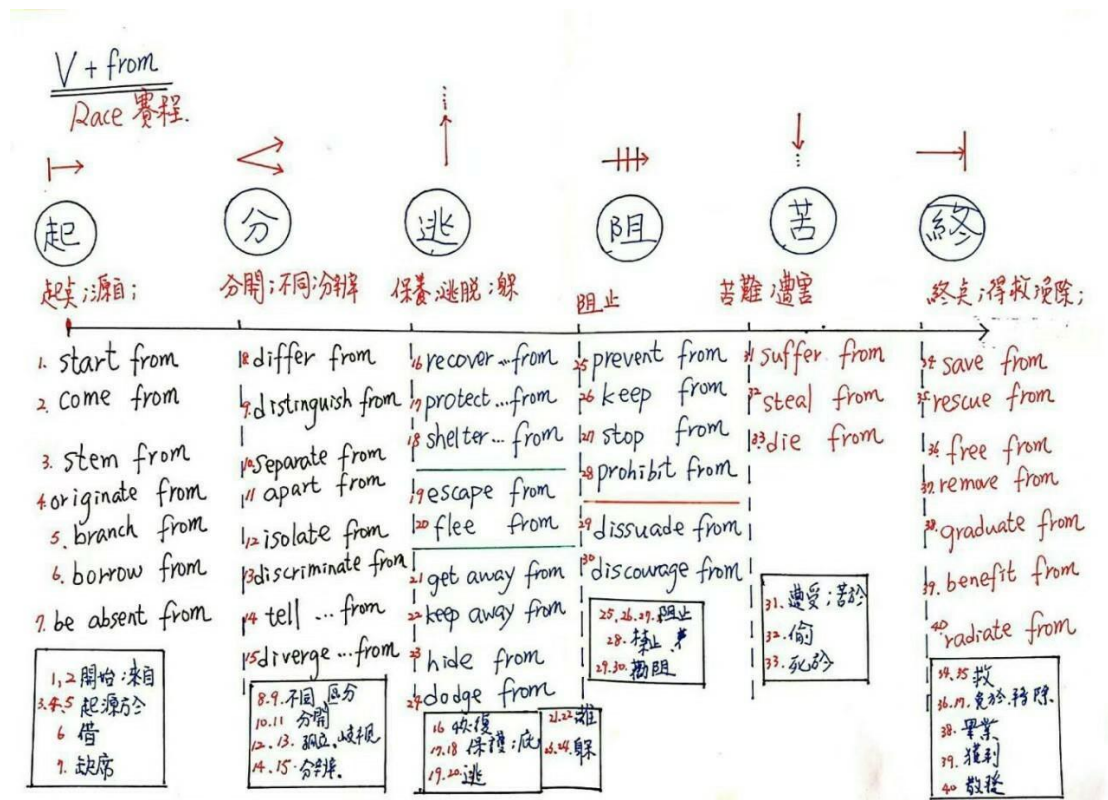 V + from
Race 賽程.
起
分
逃
阻
苦
終
起点;源自;
分開;不同;分辨
保養;逃脱;躲
阻止
苦難;遭害
終点;得救;消除;
1. start from
2. come from
3. stem from
4. originate from
5. branch from
6. borrow from
7. be absent from
1,2 開始;來自
3.4.5 起源於
6 借
7. 缺席
8 differ from
9. distinguish from
10. separate from
11 apart from
12 isolate from
13 discriminate from
14 tell ... from
15 diverge ... from
8.9. 不同 區分
10.11 分開
12. 13. 孤立、歧視
14.15. 分辨.
16 recover ... from
17 protect ... from
18 shelter ... from
19 escape from
20 flee from
21 get away from
22 keep away from
23 hide from
24 dodge from
16 恢復
17.18 保護;庇
19.20. 逃
21.22 離
23.24. 躲
25 prevent from
26 keep from
27 stop from
28 prohibit from
29 dissuade from
30 discourage from
25.26.27. 阻止
28. 禁止
29.30. 勸阻
31 suffer from
32 steal from
33 die from
31. 遭受;苦於
32. 偷
33. 死於
34 save from
35 rescue from
36 free from
37 remove from
38. graduate from
39. benefit from
40 radiate from
34.35 救
36.37. 免於.移除
38. 畢業
39. 獲利
40